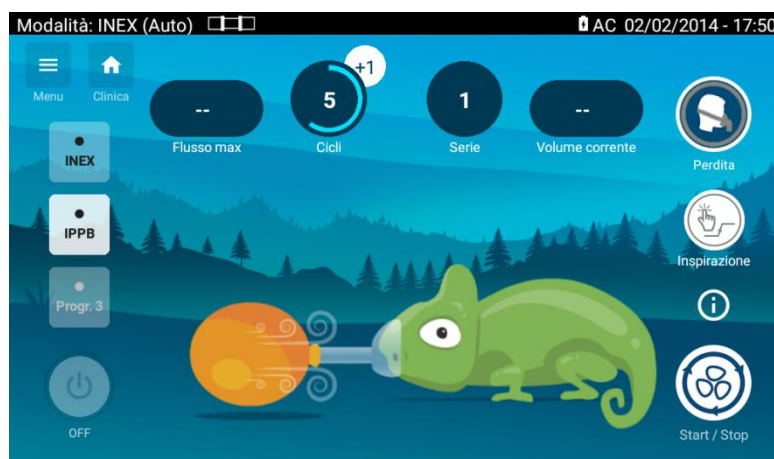 Modalità: INEX (Auto)
AC 02/02/2014 - 17:50
Menu
Clinica
--
Flusso max
5
+1
Cicli
1
Serie
--
Volume corrente
Perdita
INEX
IPPB
Inspirazione
Progr. 3
OFF
Start / Stop